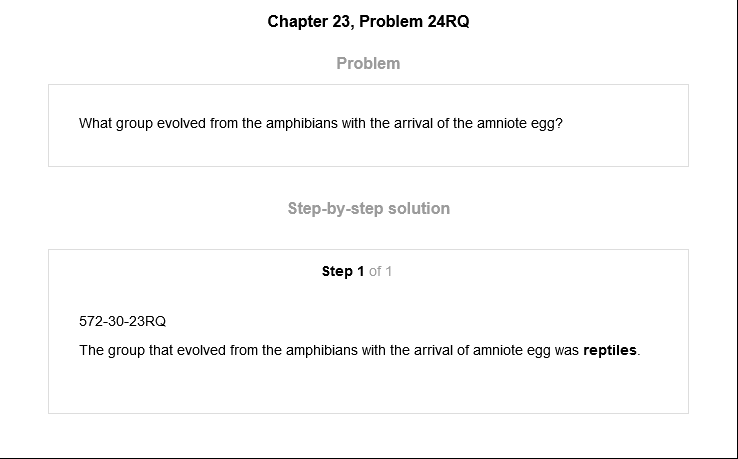 Chapter 23, Problem 24RQ
Problem
What group evolved from the amphibians with the arrival of the amniote egg?
Step-by-step solution
Step 1 of 1
572-30-23RQ
The group that evolved from the amphibians with the arrival of amniote egg was reptiles.